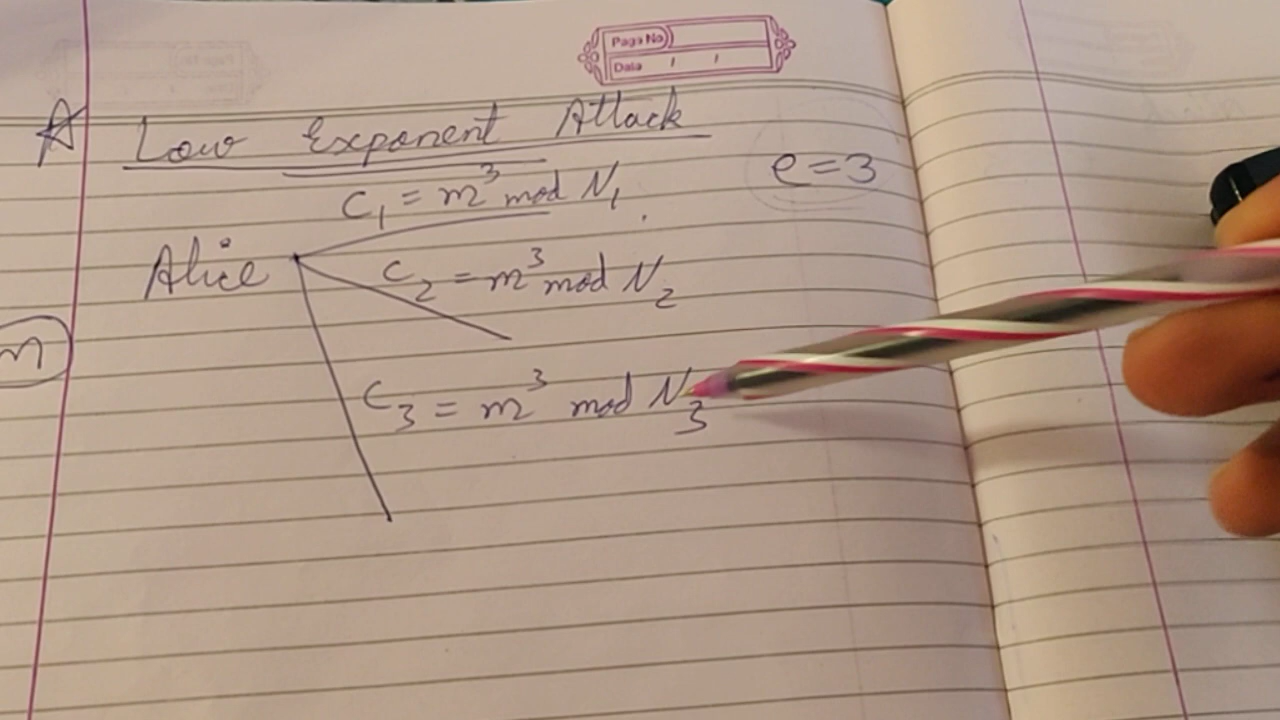 Page No
Date / /
Low Exponent Attack
e=3
C₁ = m³ mod N₁
Alice
C₂ = m³ mod N₂
m
C₃ = m³ mod N₃